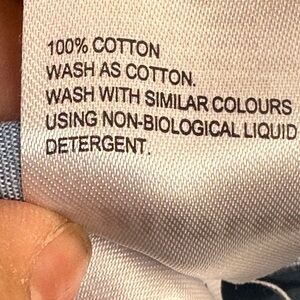 100% COTTON
WASH AS COTTON.
WASH WITH SIMILAR COLOURS
USING NON-BIOLOGICAL LIQUID
DETERGENT.